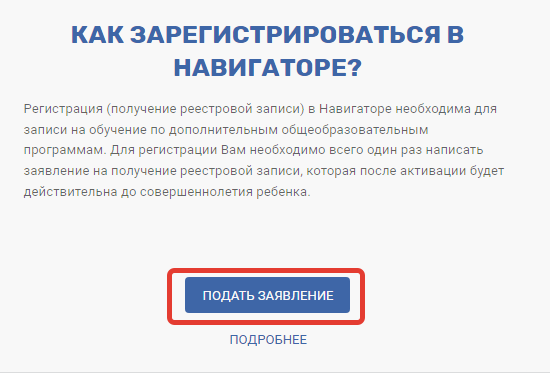 КАК ЗАРЕГИСТРИРОВАТЬСЯ В
НАВИГАТОРЕ?
Регистрация (получение реестровой записи) в Навигаторе необходима для
записи на обучение по дополнительным общеобразовательным
программам. Для регистрации Вам необходимо всего один раз написать
заявление на получение реестровой записи, которая после активации будет
действительна до совершеннолетия ребенка.
ПОДАТЬ ЗАЯВЛЕНИЕ
ПОДРОБНЕЕ